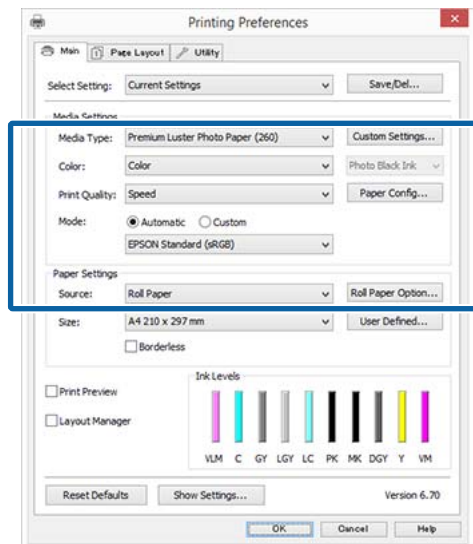 Printing Preferences
Main Page Layout Utility
Select Setting: Current Settings Save/Del...
Media Settings
Media Type: Premium Luster Photo Paper (260) Custom Settings...
Color: Color Photo Black Ink
Print Quality: Speed Paper Config...
Mode: Automatic Custom
EPSON Standard (sRGB)
Paper Settings
Source: Roll Paper Roll Paper Option...
Size: A4 210 x 297 mm User Defined...
Borderless
Print Preview
Layout Manager
Ink Levels
VLM C GY LGY LC PK MK DGY Y VM
Reset Defaults Show Settings... Version 6.70
OK Cancel Help